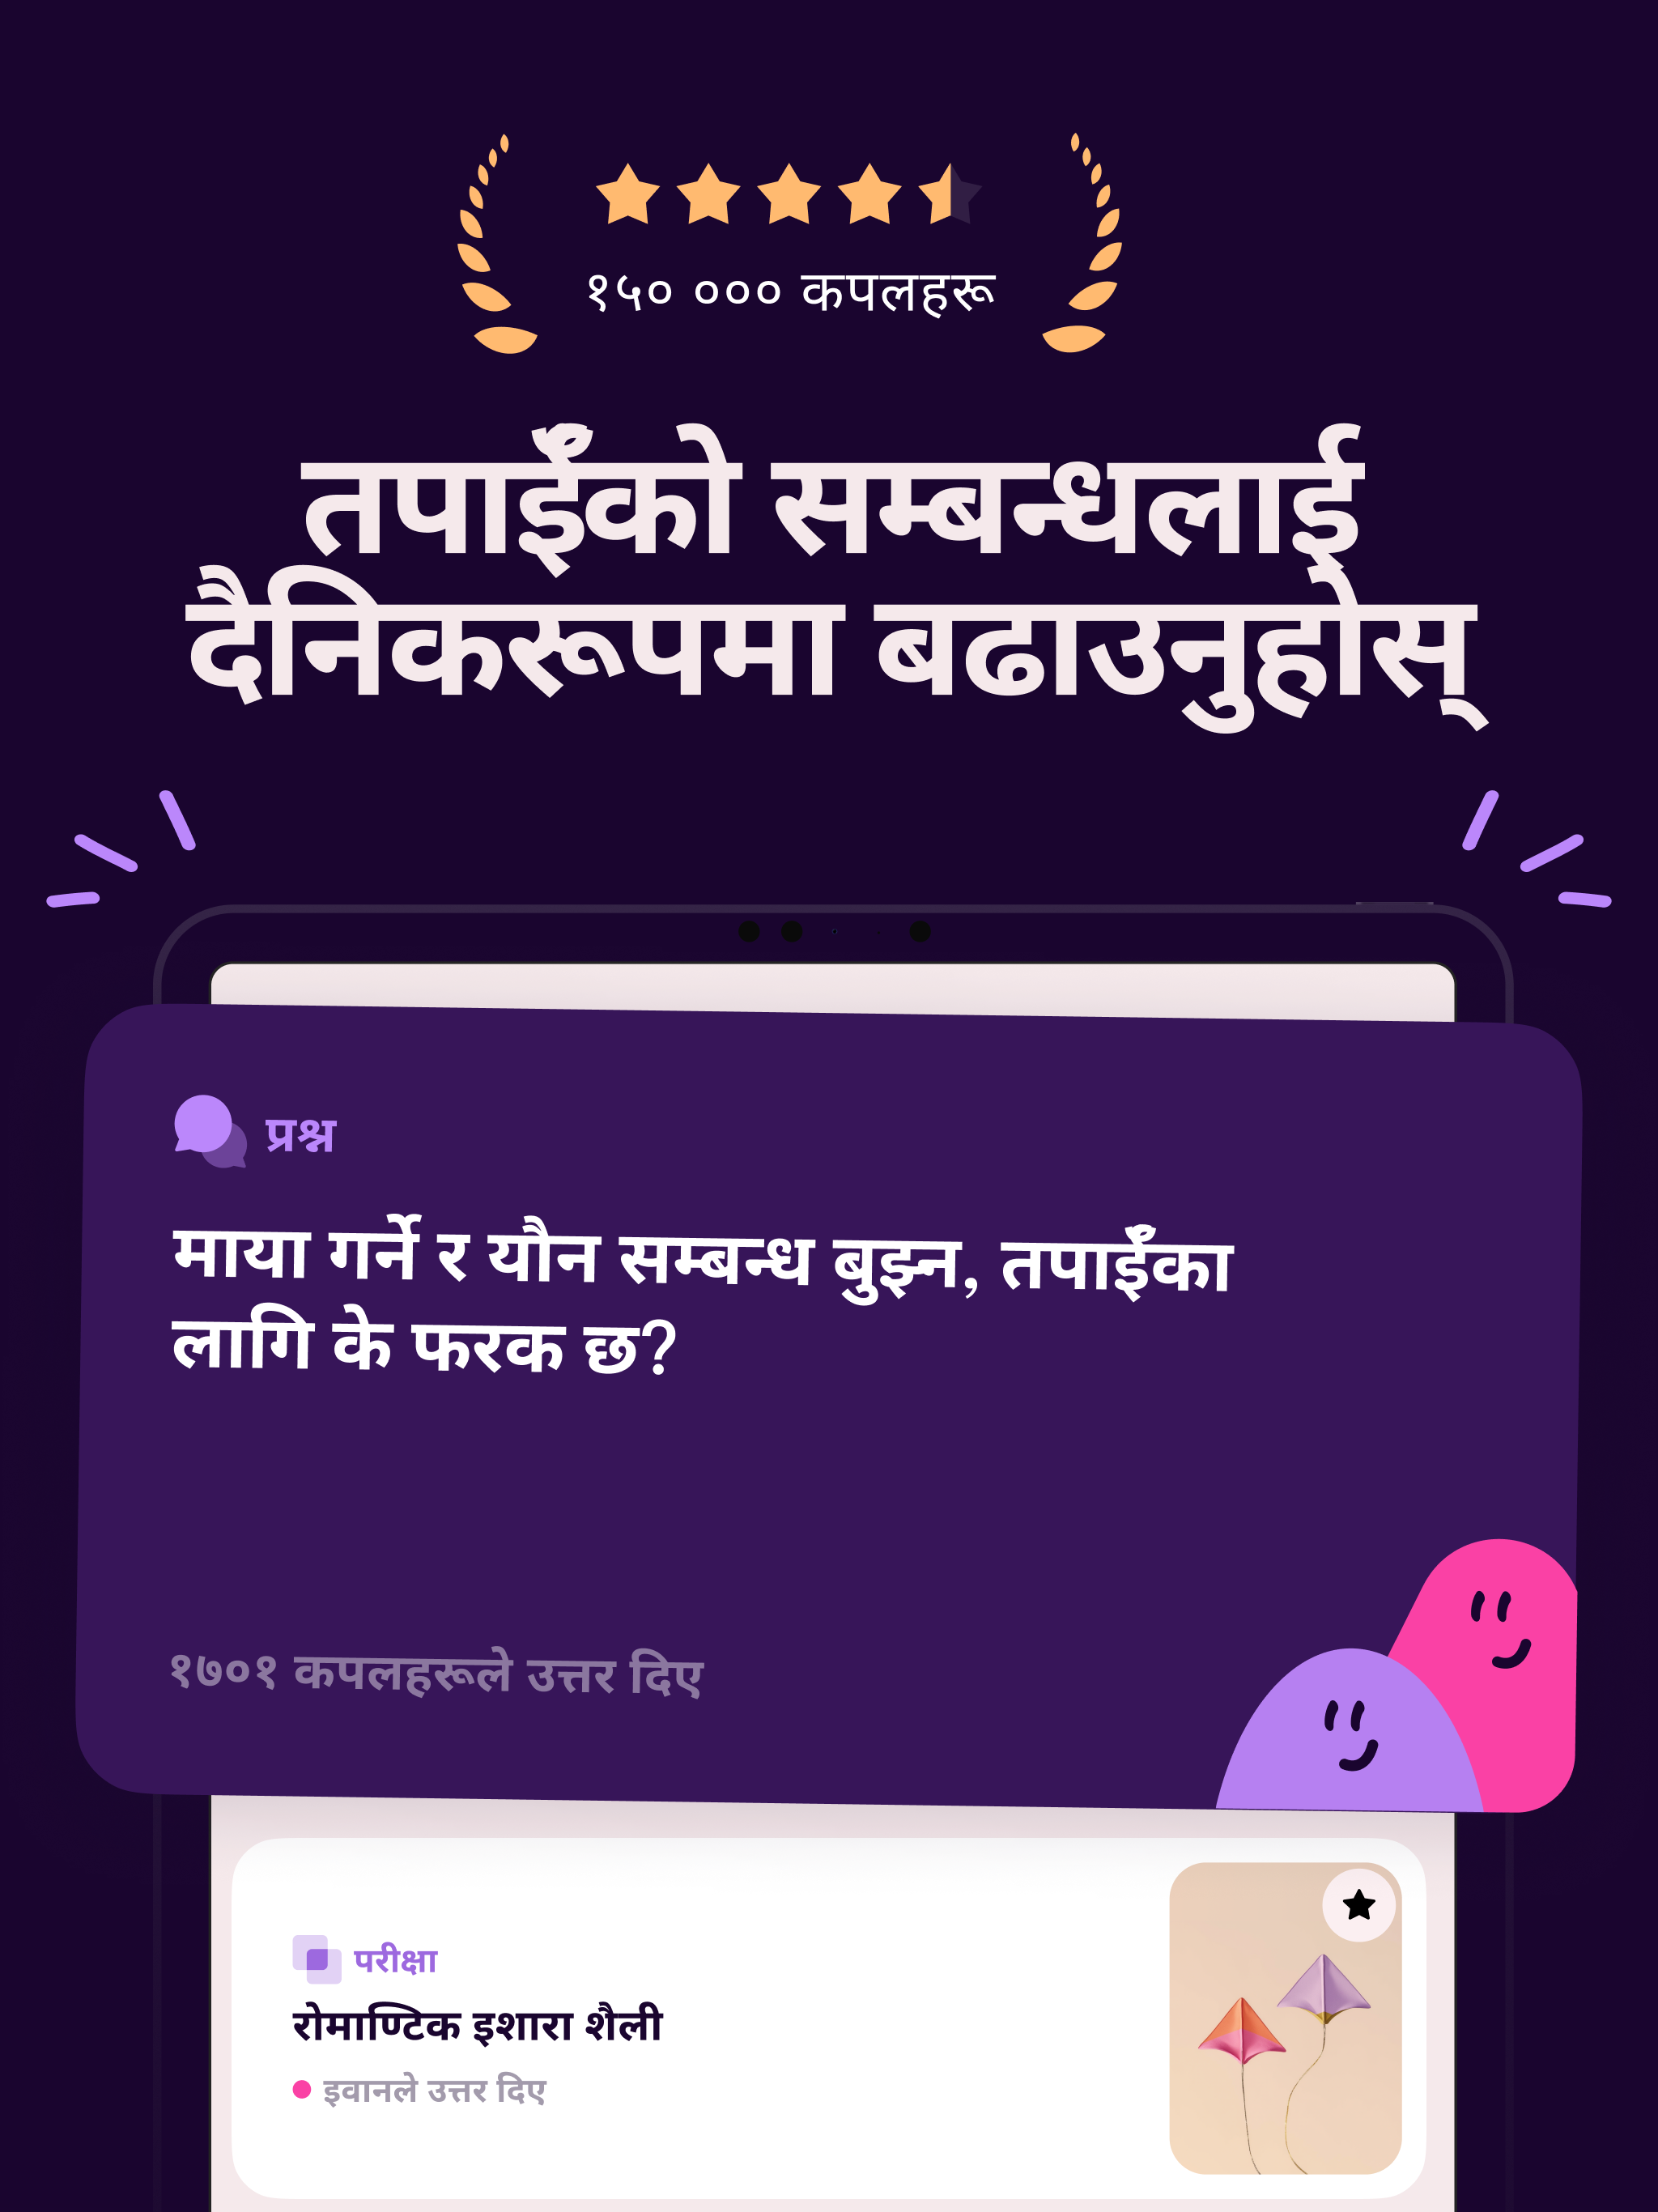 १५० ००० कपलहरू
तपाईंँको सम्बन्धलाई
दैनिकरूपमा बढाउनुहोस्
प्रश्न
माया गर्ने र यौन सम्बन्ध बुझ्न, तपाईँका
लागि के फरक छ?
१७०१ कपलहरूले उत्तर दिए
परीक्षा
रोमाण्टिक इशारा शैली
इवानले उत्तर दिए